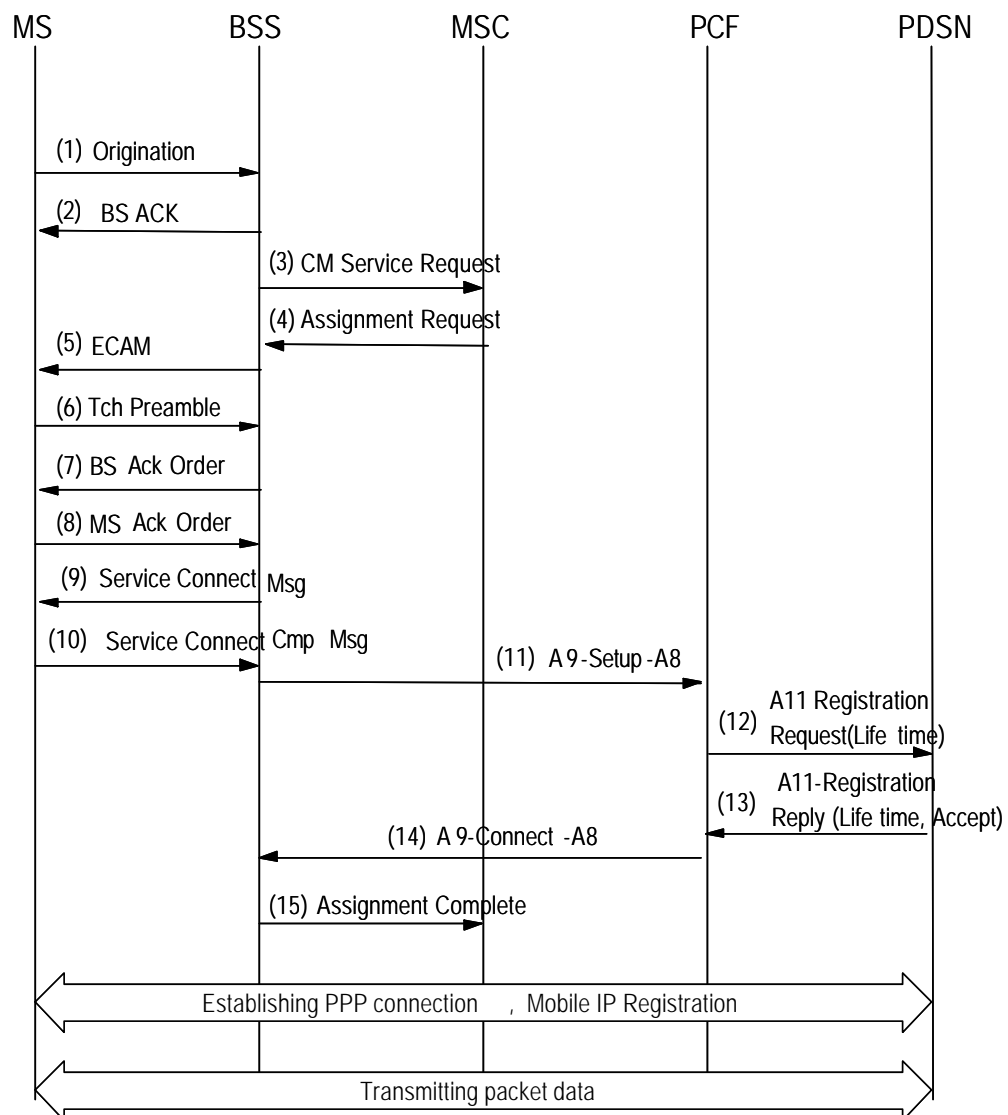 MS BSS MSC PCF PDSN
(1) Origination
(2) BS ACK
(3) CM Service Request
(4) Assignment Request
(5) ECAM
(6) Tch Preamble
(7) BS Ack Order
(8) MS Ack Order
(9) Service Connect Msg
(10) Service Connect Cmp Msg
(11) A9-Setup-A8
(12) A11 Registration
Request(Life time)
(13) A11-Registration
Reply (Life time, Accept)
(14) A9-Connect-A8
(15) Assignment Complete
Establishing PPP connection , Mobile IP Registration
Transmitting packet data